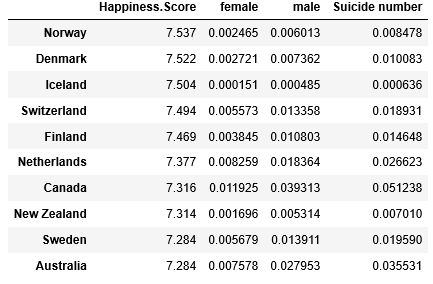 Happiness.Score female male Suicide number
Norway 7.537 0.002465 0.006013 0.008478
Denmark 7.522 0.002721 0.007362 0.010083
Iceland 7.504 0.000151 0.000485 0.000636
Switzerland 7.494 0.005573 0.013358 0.018931
Finland 7.469 0.003845 0.010803 0.014648
Netherlands 7.377 0.008259 0.018364 0.026623
Canada 7.316 0.011925 0.039313 0.051238
New Zealand 7.314 0.001696 0.005314 0.007010
Sweden 7.284 0.005679 0.013911 0.019590
Australia 7.284 0.007578 0.027953 0.035531